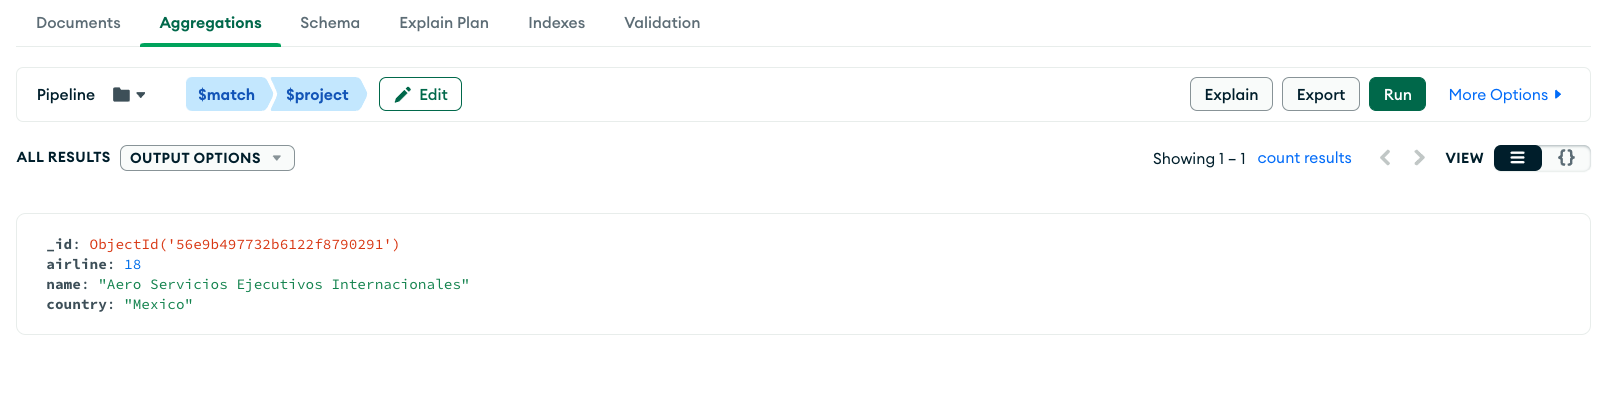 Documents Aggregations Schema Explain Plan Indexes Validation
Pipeline $match $project Edit Explain Export Run More Options
ALL RESULTS OUTPUT OPTIONS Showing 1 – 1 count results VIEW {}
_id: ObjectId('56e9b497732b6122f8790291')
airline: 18
name: "Aero Servicios Ejecutivos Internacionales"
country: "Mexico"